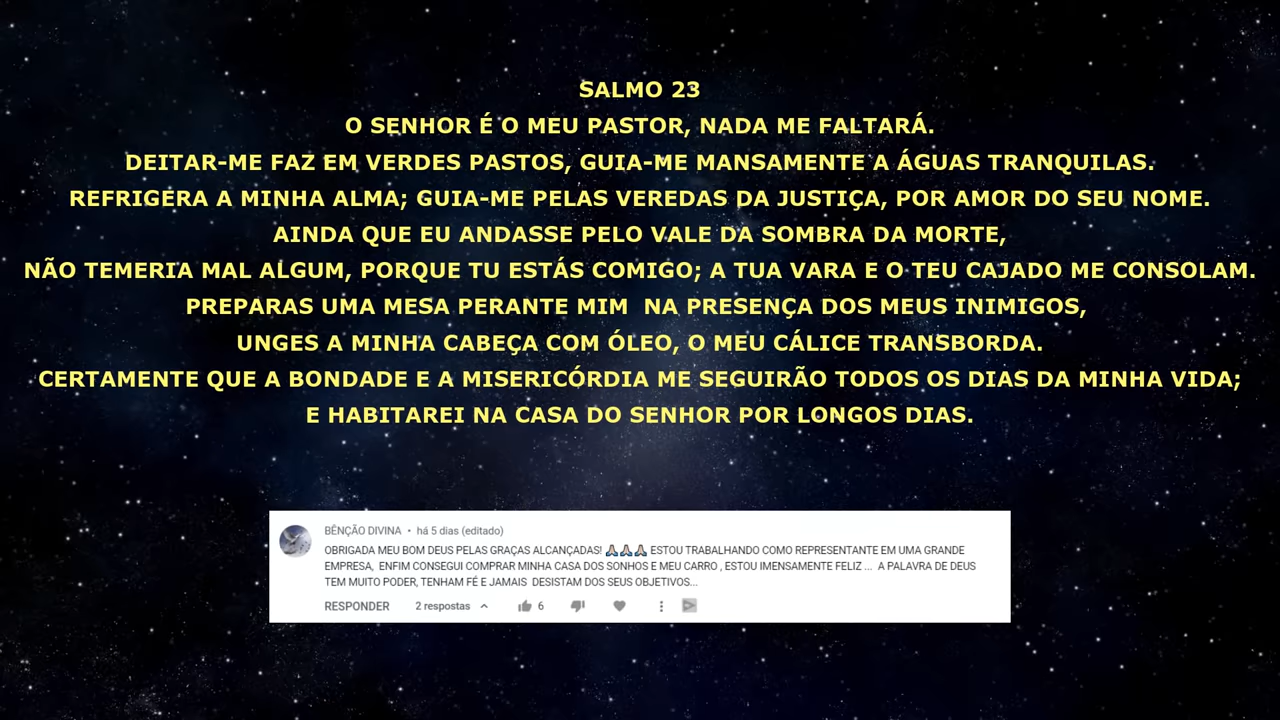 SALMO 23
O SENHOR É O MEU PASTOR, NADA ME FALTARÁ.
DEITAR-ME FAZ EM VERDES PASTOS, GUIA-ME MANSAMENTE A ÁGUAS TRANQUILAS.
REFRIGERA A MINHA ALMA; GUIA-ME PELAS VEREDAS DA JUSTIÇA, POR AMOR DO SEU NOME.
AINDA QUE EU ANDASSE PELO VALE DA SOMBRA DA MORTE,
NÃO TEMERIA MAL ALGUM, PORQUE TU ESTÁS COMIGO; A TUA VARA E O TEU CAJADO ME CONSOLAM.
PREPARAS UMA MESA PERANTE MIM  NA PRESENÇA DOS MEUS INIMIGOS,
UNGES A MINHA CABEÇA COM ÓLEO, O MEU CÁLICE TRANSBORDA.
CERTAMENTE QUE A BONDADE E A MISERICÓRDIA ME SEGUIRÃO TODOS OS DIAS DA MINHA VIDA;
E HABITAREI NA CASA DO SENHOR POR LONGOS DIAS.
BÊNÇÃO DIVINA • há 5 dias (editado)
OBRIGADA MEU BOM DEUS PELAS GRAÇAS ALCANÇADAS! 🙏🙏🙏 ESTOU TRABALHANDO COMO REPRESENTANTE EM UMA GRANDE
EMPRESA,  ENFIM CONSEGUI COMPRAR MINHA CASA DOS SONHOS E MEU CARRO , ESTOU IMENSAMENTE FELIZ ...  A PALAVRA DE DEUS
TEM MUITO PODER, TENHAM FÉ E JAMAIS  DESISTAM DOS SEUS OBJETIVOS...
RESPONDER 2 respostas 6